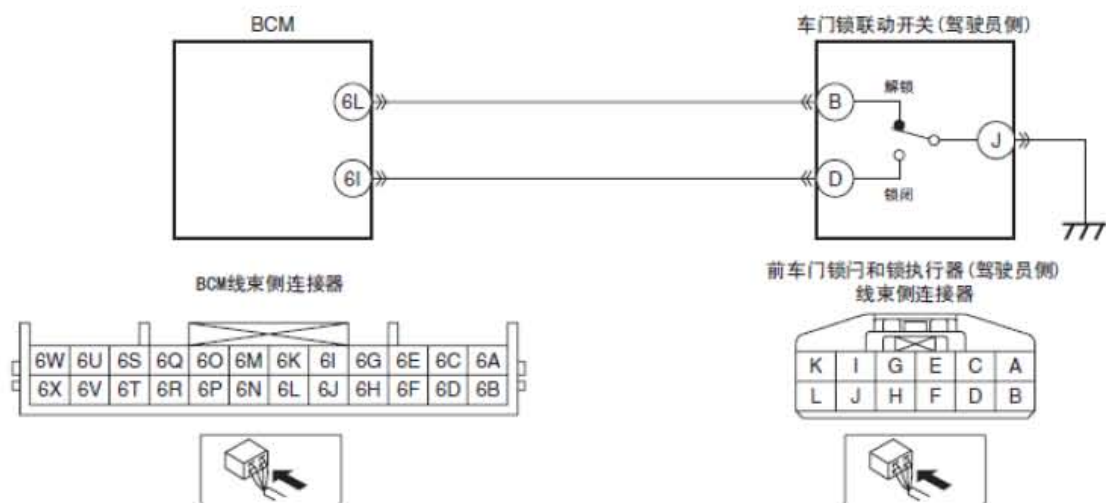 BCM
车门锁联动开关(驾驶员侧)
6L
B
解锁
J
6I
D
锁闭
BCM线束侧连接器
前车门锁闩和锁执行器(驾驶员侧)
线束侧连接器
6W 6U 6S 6Q 6O 6M 6K 6I 6G 6E 6C 6A
6X 6V 6T 6R 6P 6N 6L 6J 6H 6F 6D 6B
K I G E C A
L J H F D B